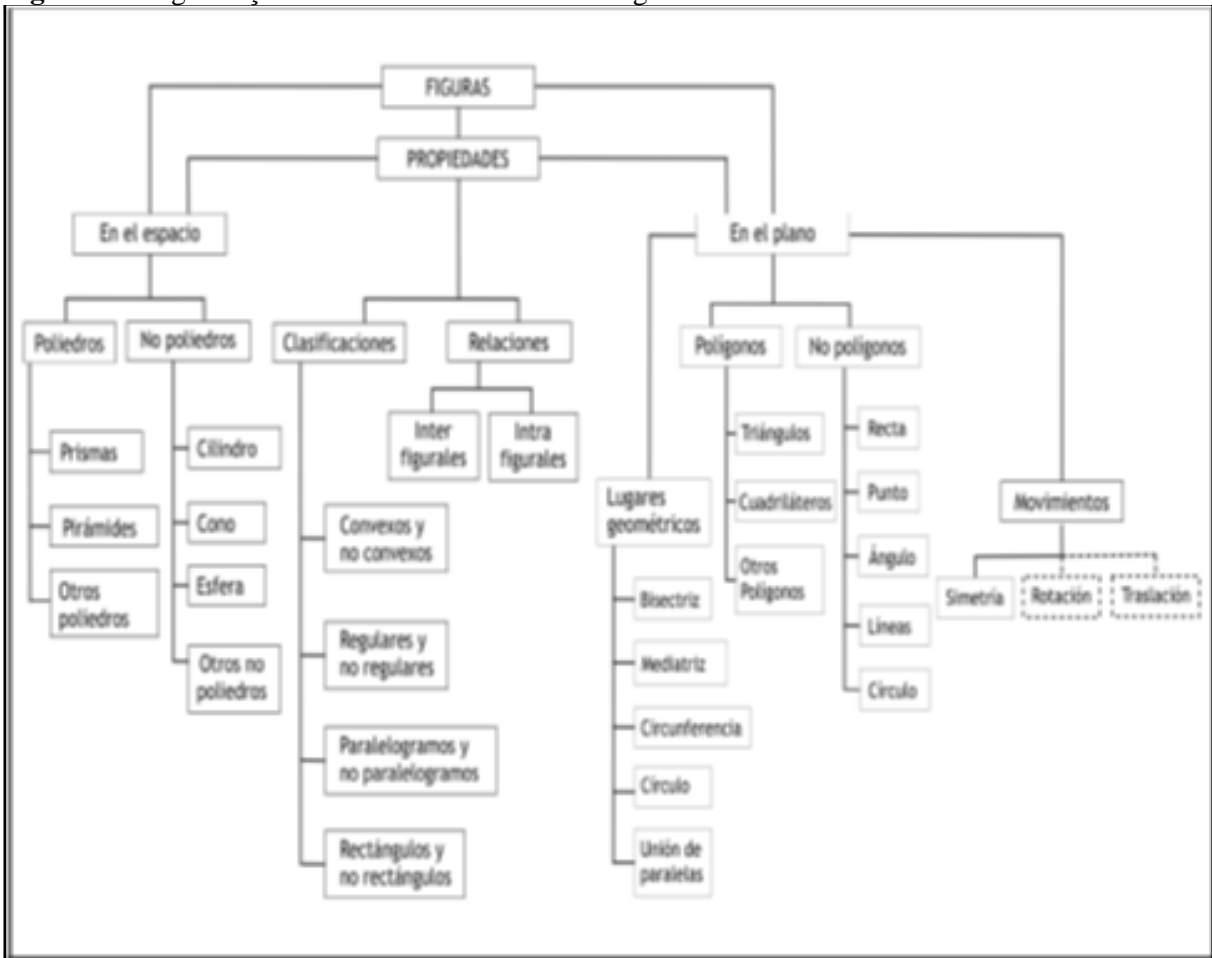 FIGURAS
PROPIEDADES
En el espacio
En el plano
Poliedros
No poliedros
Clasificaciones
Relaciones
Polígonos
No polígonos
Inter
figurales
Intra
figurales
Prismas
Pirámides
Otros
poliedros
Cilindro
Cono
Esfera
Otros no
poliedros
Convexos y
no convexos
Regulares y
no regulares
Paralelogramos y
no paralelogramos
Rectángulos y
no rectángulos
Lugares
geométricos
Bisectriz
Mediatriz
Circunferencia
Círculo
Unión de
paralelas
Triángulos
Cuadriláteros
Otros
Polígonos
Recta
Punto
Ángulo
Líneas
Círculo
Movimientos
Simetría
Rotación
Traslación